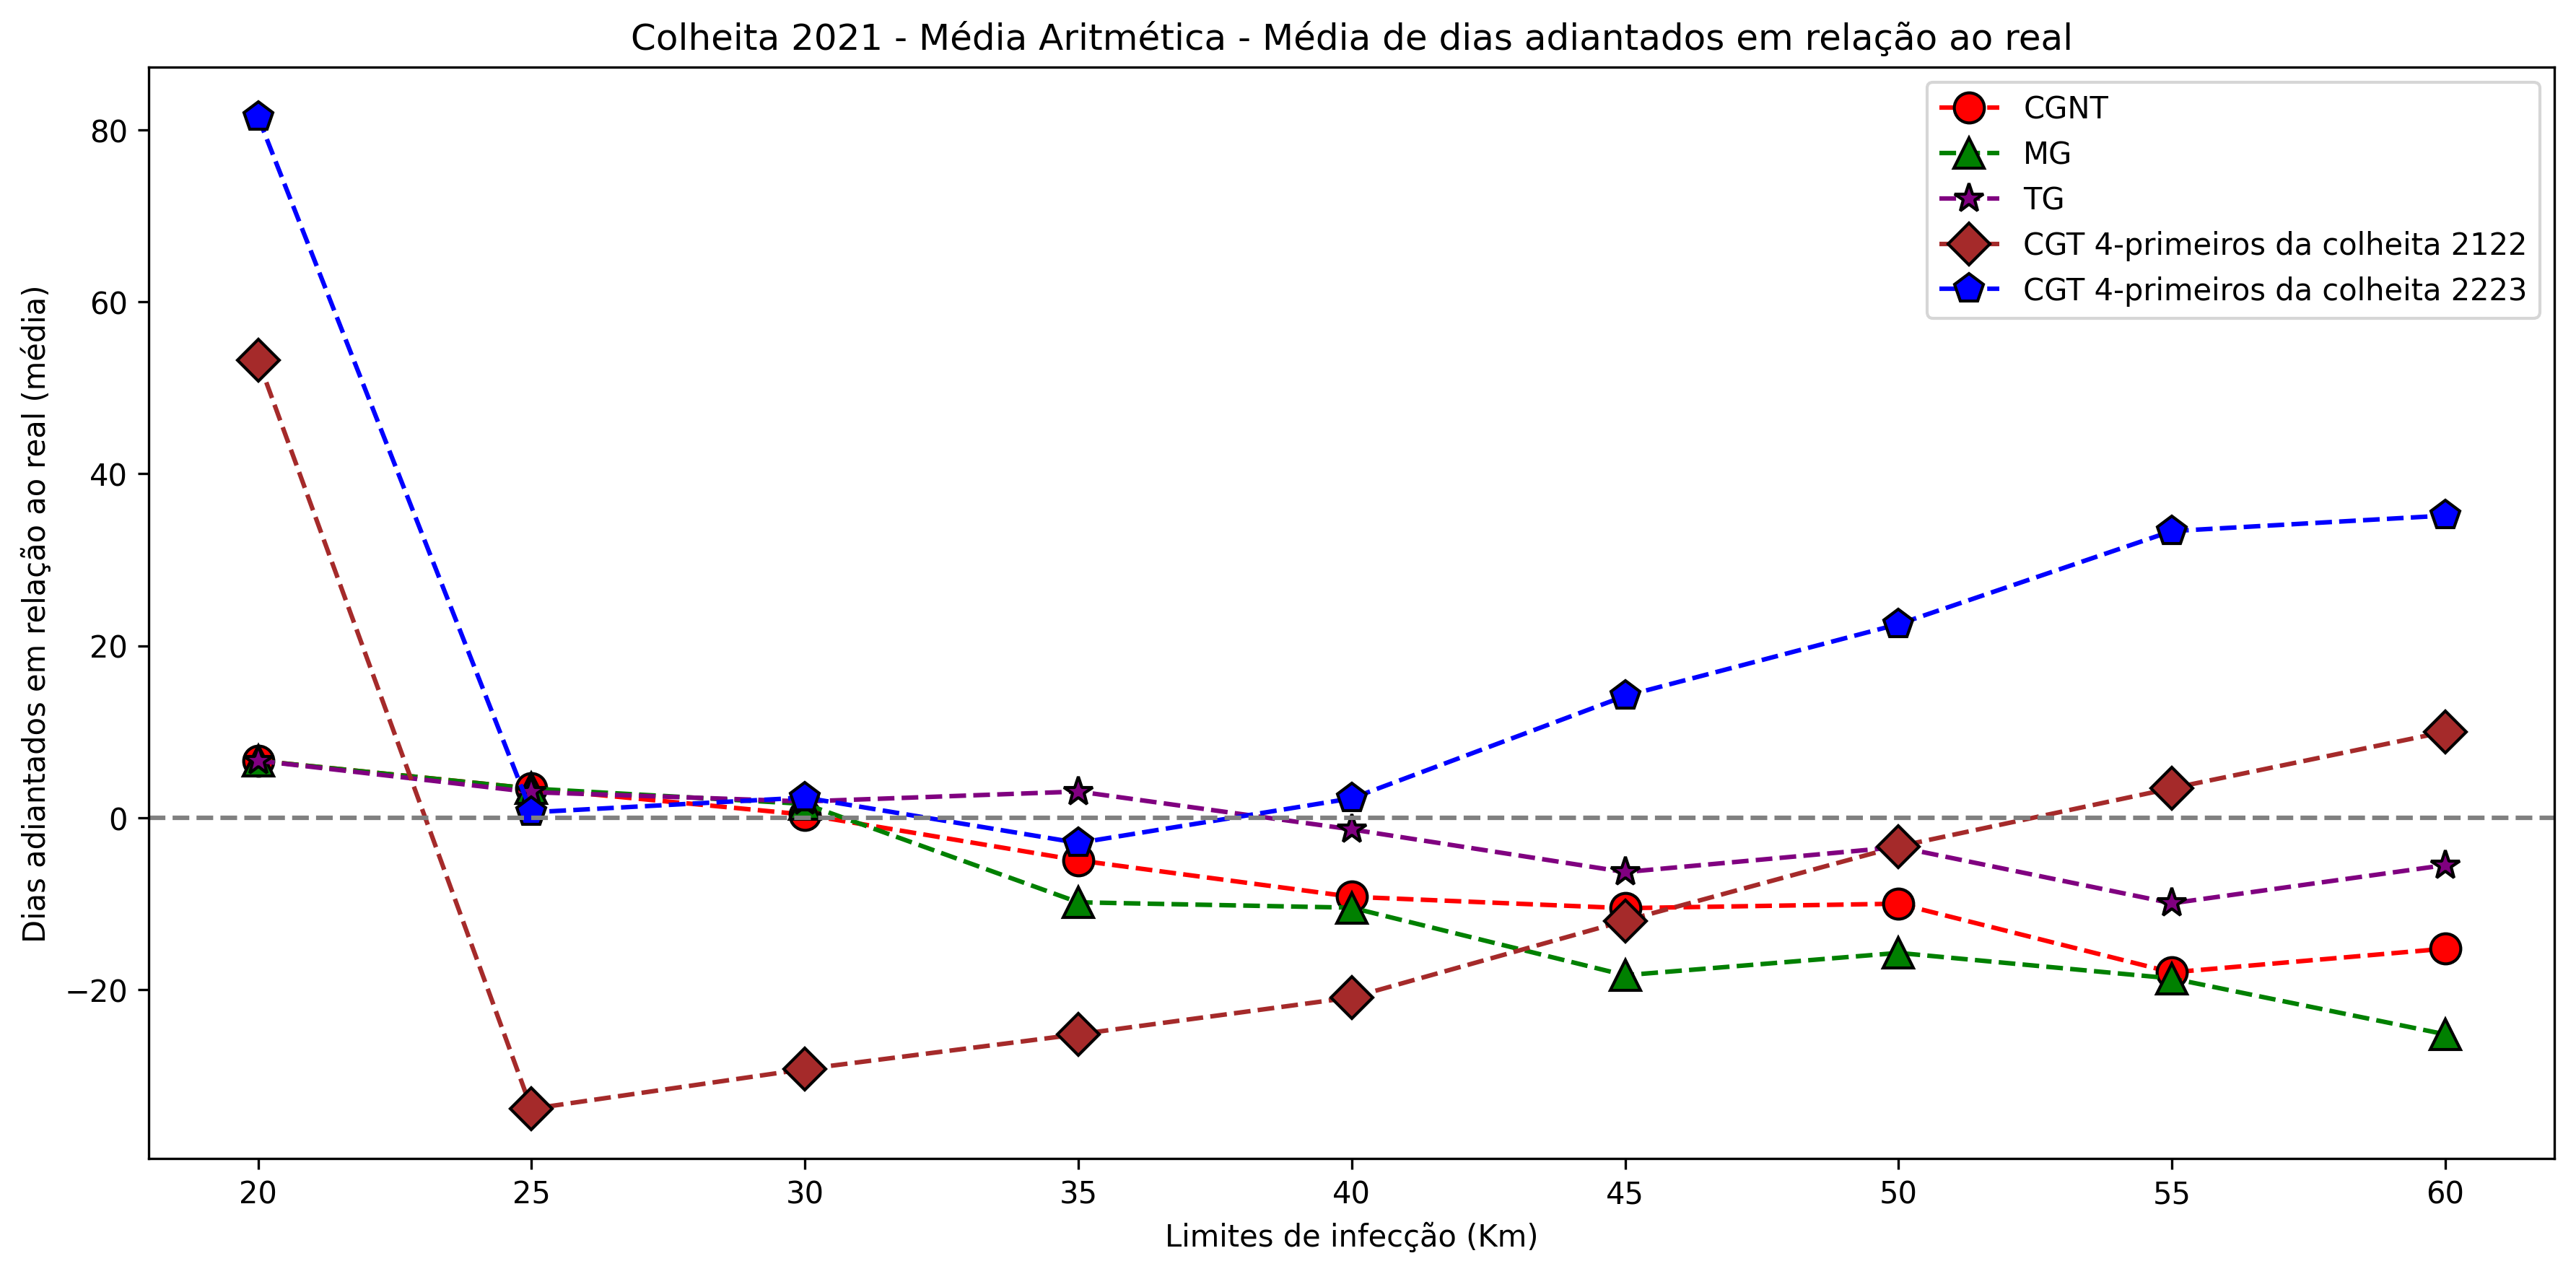 Colheita 2021 - Média Aritmética - Média de dias adiantados em relação ao real
Dias adiantados em relação ao real (média)
80
60
40
20
0
−20
20 25 30 35 40 45 50 55 60
Limites de infecção (Km)
CGNT
MG
TG
CGT 4-primeiros da colheita 2122
CGT 4-primeiros da colheita 2223